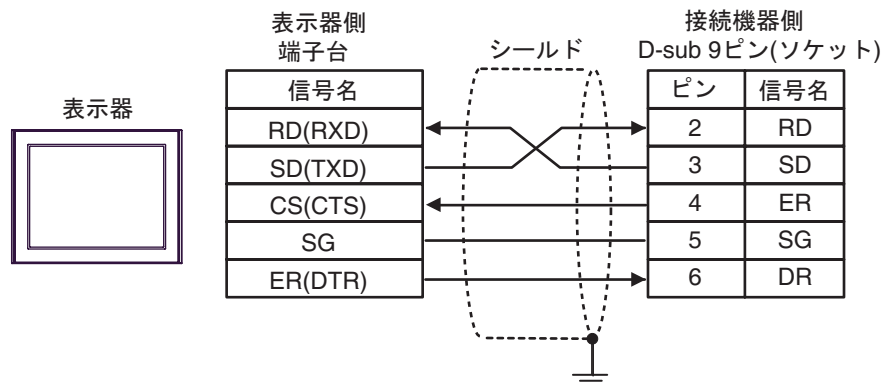 表示器
表示器側
端子台
信号名
RD(RXD)
SD(TXD)
CS(CTS)
SG
ER(DTR)
シールド
接続機器側
D-sub 9ピン(ソケット)
ピン 信号名
2 RD
3 SD
4 ER
5 SG
6 DR